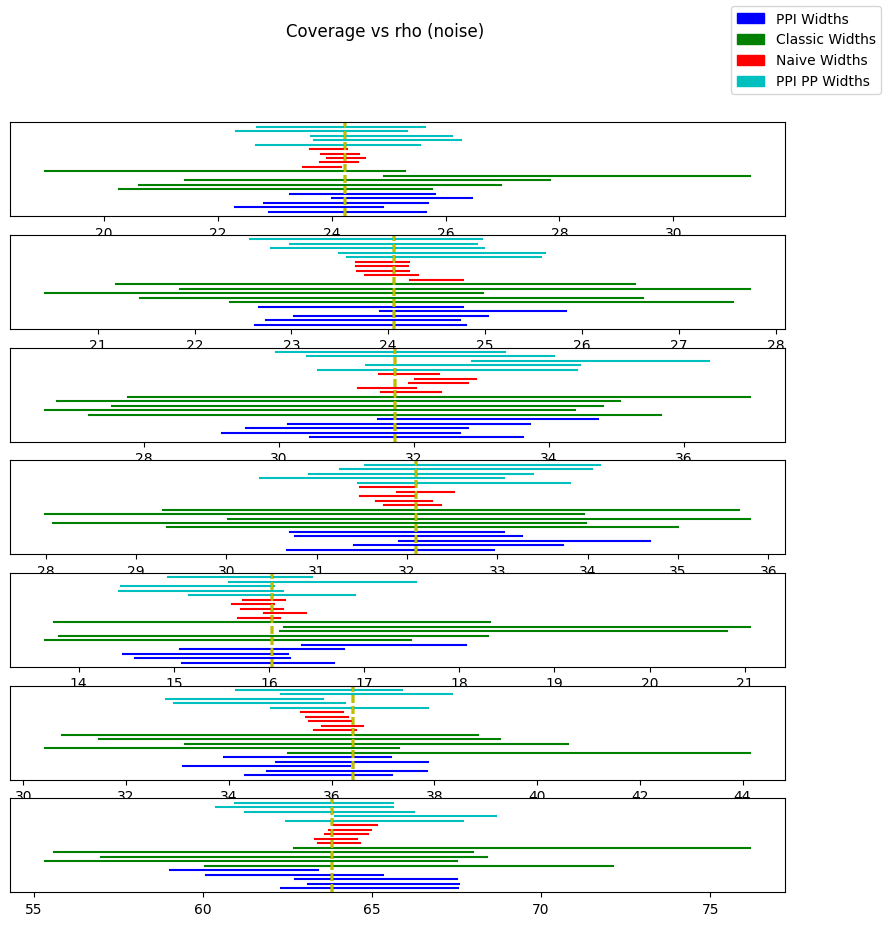 Coverage vs rho (noise)
PPI Widths
Classic Widths
Naive Widths
PPI PP Widths
20 22 24 26 28 30
21 22 23 24 25 26 27 28
28 30 32 34 36
28 29 30 31 32 33 34 35 36
14 15 16 17 18 19 20 21
30 32 34 36 38 40 42 44
55 60 65 70 75